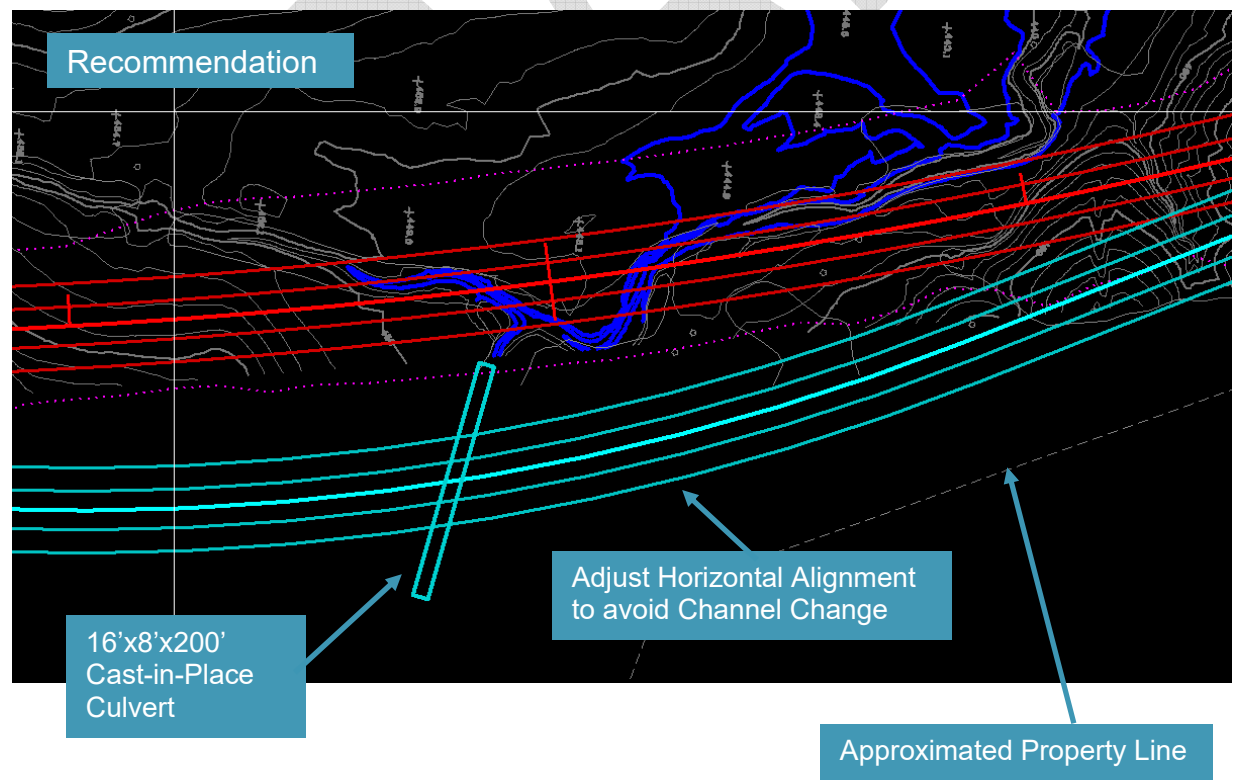 Recommendation
Adjust Horizontal Alignment
to avoid Channel Change
16’x8’x200’
Cast-in-Place
Culvert
Approximated Property Line